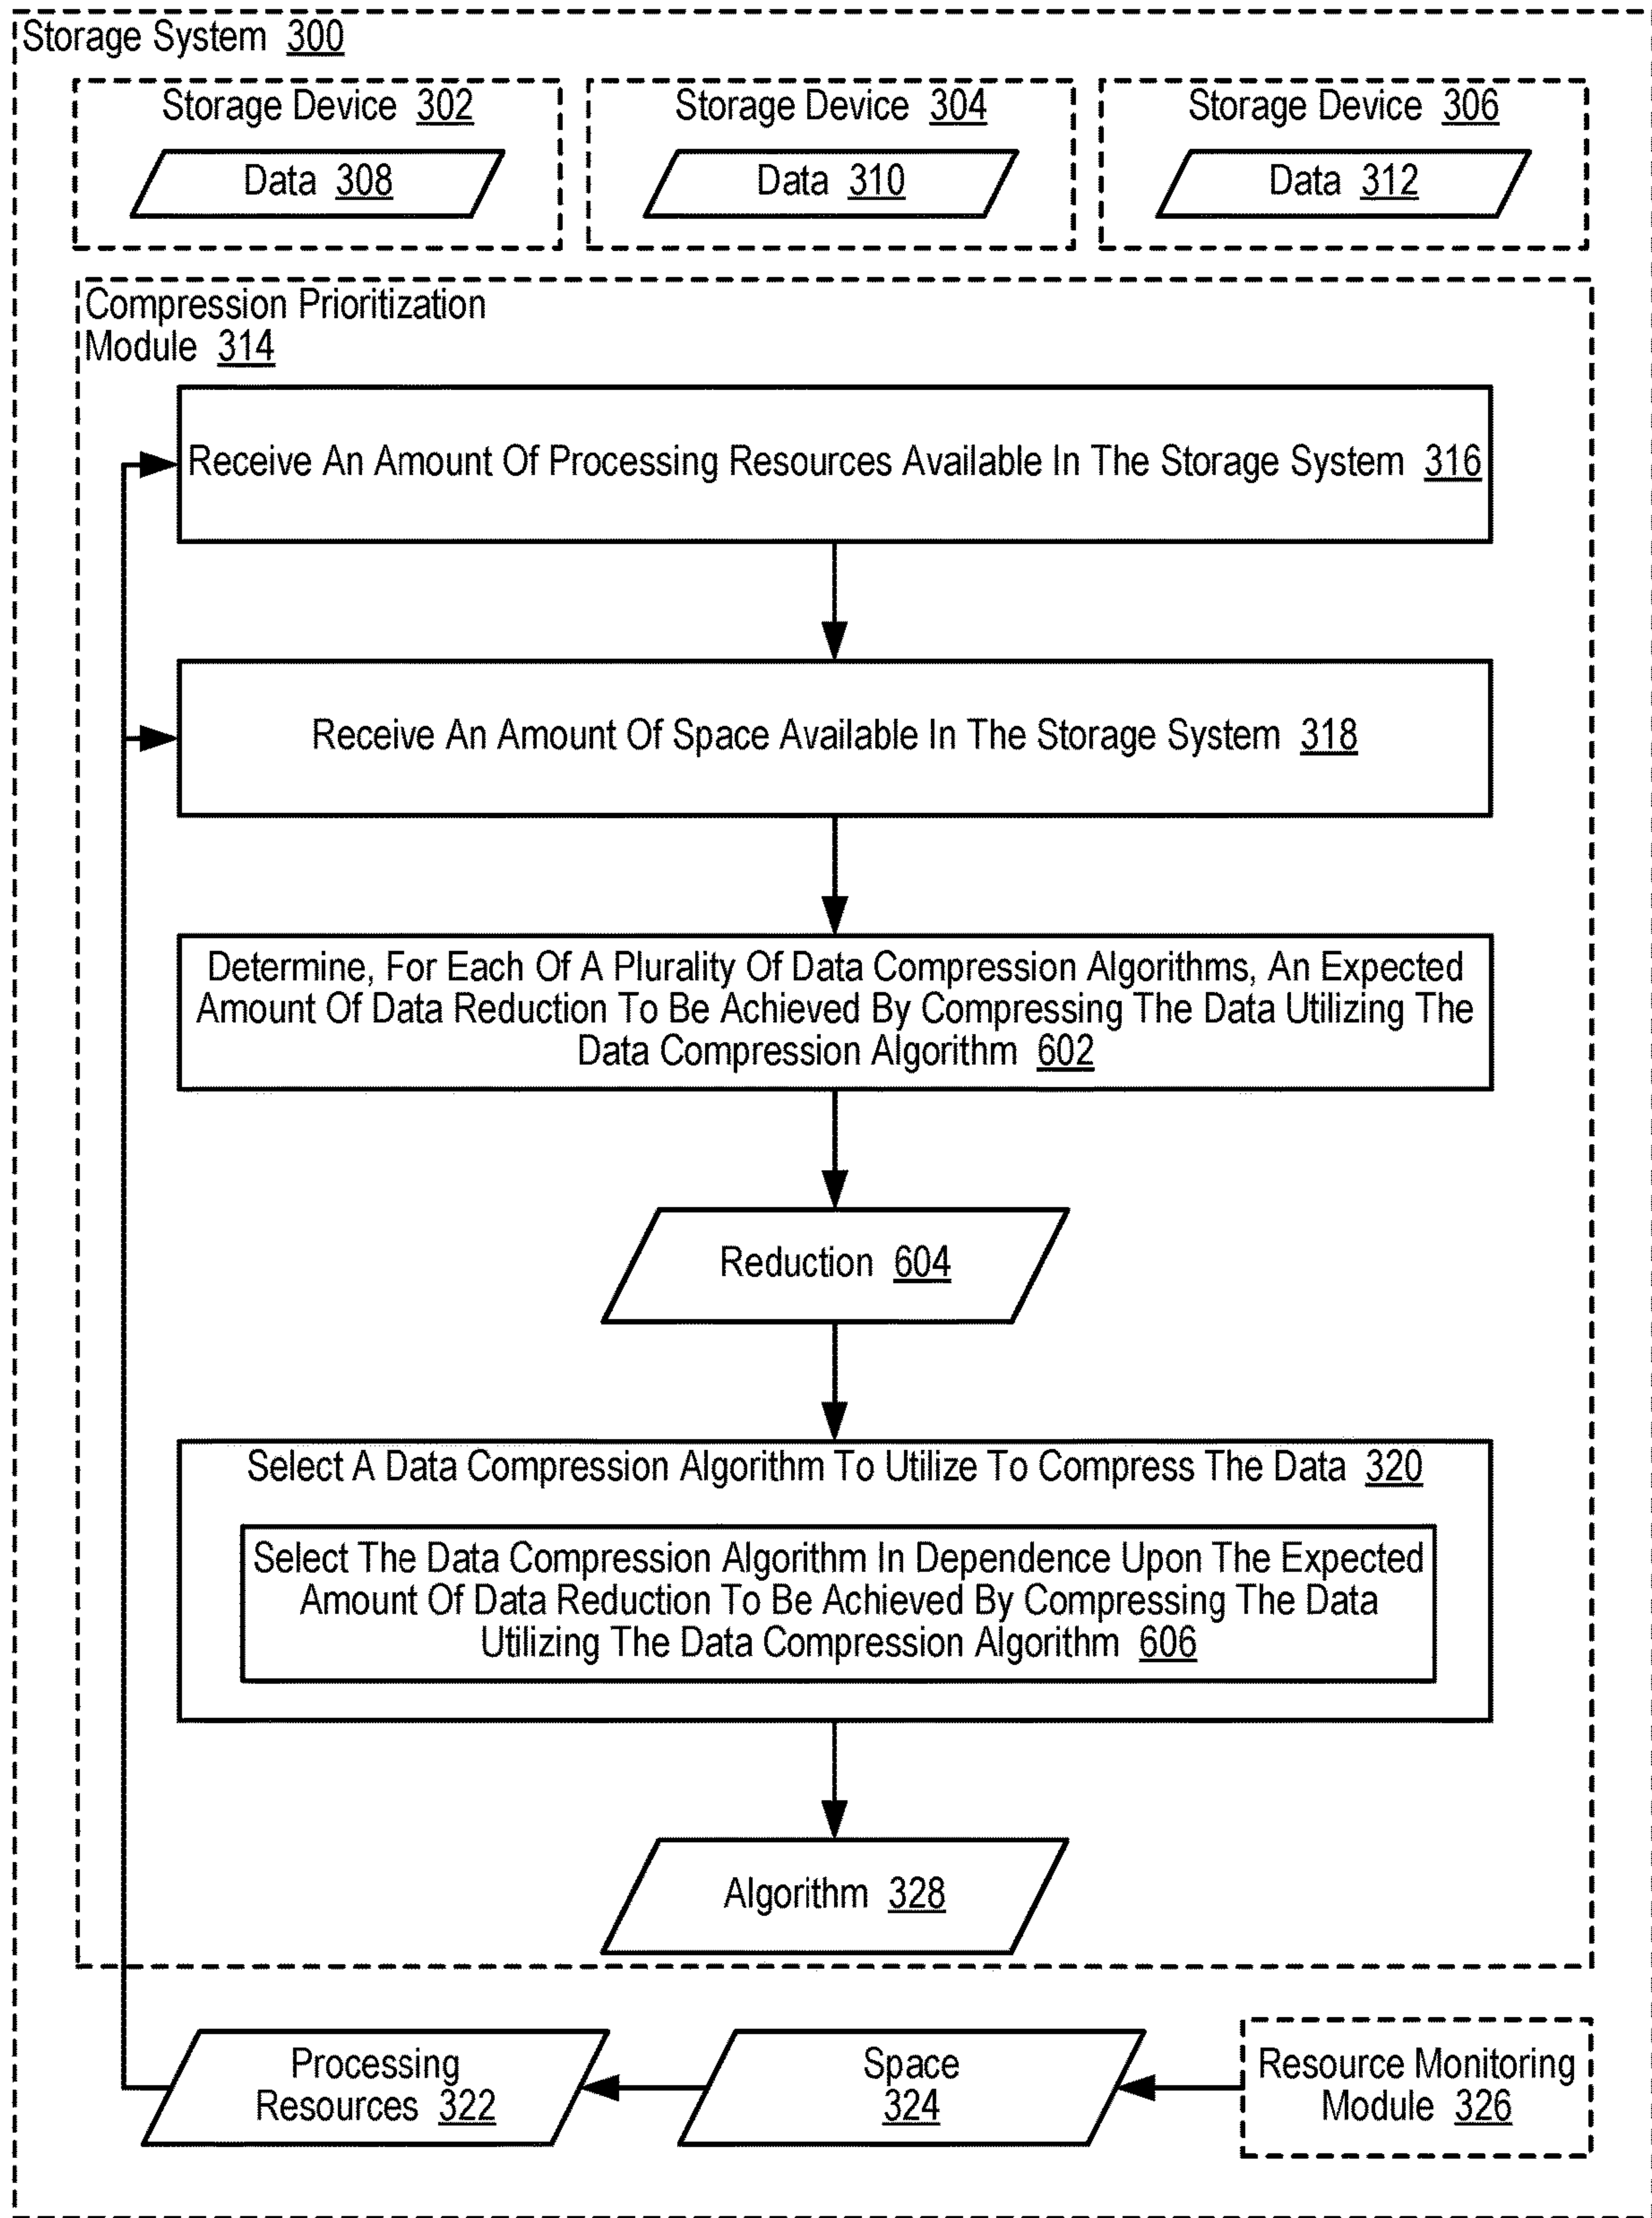 Storage System 300
Storage Device 302
Data 308
Storage Device 304
Data 310
Storage Device 306
Data 312
Compression Prioritization
Module 314
Receive An Amount Of Processing Resources Available In The Storage System 316
Receive An Amount Of Space Available In The Storage System 318
Determine, For Each Of A Plurality Of Data Compression Algorithms, An Expected
Amount Of Data Reduction To Be Achieved By Compressing The Data Utilizing The
Data Compression Algorithm 602
Reduction 604
Select A Data Compression Algorithm To Utilize To Compress The Data 320
Select The Data Compression Algorithm In Dependence Upon The Expected
Amount Of Data Reduction To Be Achieved By Compressing The Data
Utilizing The Data Compression Algorithm 606
Algorithm 328
Processing
Resources 322
Space
324
Resource Monitoring
Module 326